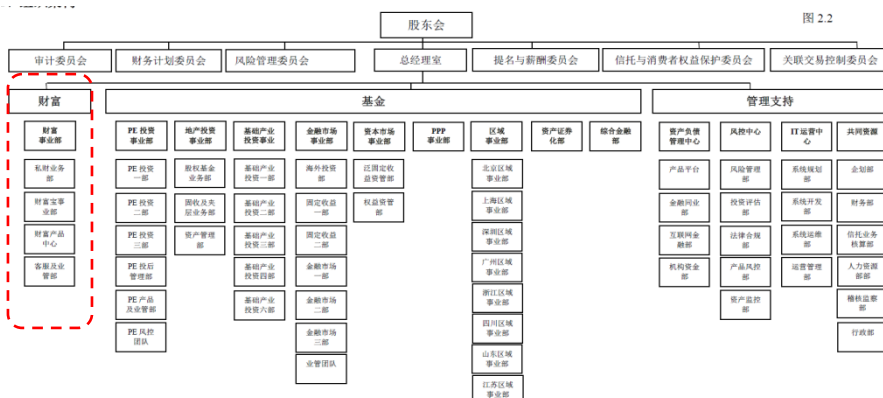 图 2.2
股东会
审计委员会
财务计划委员会
风险管理委员会
总经理室
提名与薪酬委员会
信托与消费者权益保护委员会
关联交易控制委员会
财富
基金
管理支持
财富
事业部
PE 投资
事业部
地产投资
事业部
基础产业
投资事业
金融市场
事业部
资本市场
事业部
PPP
事业部
区域
事业部
资产证券
化部
综合金融
部
资产负债
管理中心
风控中心
IT 运营中
心
共同资源
私财业务
部
财富宝事
业部
财富产品
中心
客服及业
管部
PE 投资
一部
PE 投资
二部
PE 投资
三部
PE 投后
管理部
PE 产品
及业管部
PE 风控
团队
股权基金
业务部
固收及夹
层业务部
资产管理
部
基础产业
投资一部
基础产业
投资二部
基础产业
投资三部
基础产业
投资四部
基础产业
投资六部
海外投资
部
固定收益
一部
固定收益
二部
金融市场
一部
金融市场
二部
金融市场
三部
业管团队
泛固定收
益资管部
权益资管
部
北京区域
事业部
上海区域
事业部
深圳区域
事业部
广州区域
事业部
浙江区域
事业部
四川区域
事业部
山东区域
事业部
江苏区域
事业部
产品平台
金融同业
部
互联网金
融部
机构资金
部
风险管理
部
投资评估
部
法律合规
部
产品风控
部
资产监控
部
系统规划
部
系统开发
部
系统运维
部
运营管理
部
企划部
财务部
信托业务
核算部
人力资源
部部
稽核监察
部
行政部